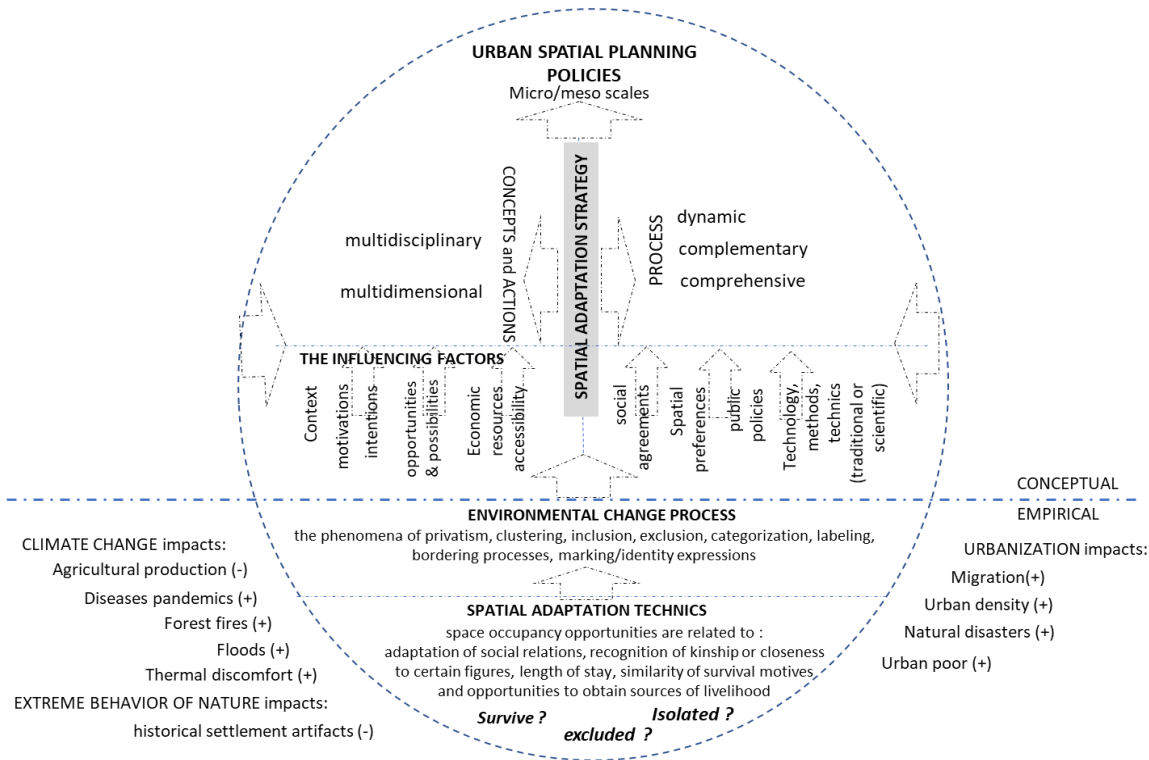 URBAN SPATIAL PLANNING
POLICIES
Micro/meso scales
SPATIAL ADAPTATION STRATEGY
CONCEPTS and ACTIONS
multidisciplinary
multidimensional
PROCESS
dynamic
complementary
comprehensive
THE INFLUENCING FACTORS
Context
motivations
intentions
opportunities
& possibilities
Economic
resources
accessibility
social
agreements
Spatial
preferences
public
policies
Technology,
methods,
technics
(traditional or
scientific)
CONCEPTUAL
EMPIRICAL
ENVIRONMENTAL CHANGE PROCESS
the phenomena of privatism, clustering, inclusion, exclusion, categorization, labeling,
bordering processes, marking/identity expressions
CLIMATE CHANGE impacts:
Agricultural production (-)
Diseases pandemics (+)
Forest fires (+)
Floods (+)
Thermal discomfort (+)
EXTREME BEHAVIOR OF NATURE impacts:
historical settlement artifacts (-)
SPATIAL ADAPTATION TECHNICS
space occupancy opportunities are related to :
adaptation of social relations, recognition of kinship or closeness
to certain figures, length of stay, similarity of survival motives
and opportunities to obtain sources of livelihood
Survive ?
Isolated ?
excluded ?
URBANIZATION impacts:
Migration(+)
Urban density (+)
Natural disasters (+)
Urban poor (+)